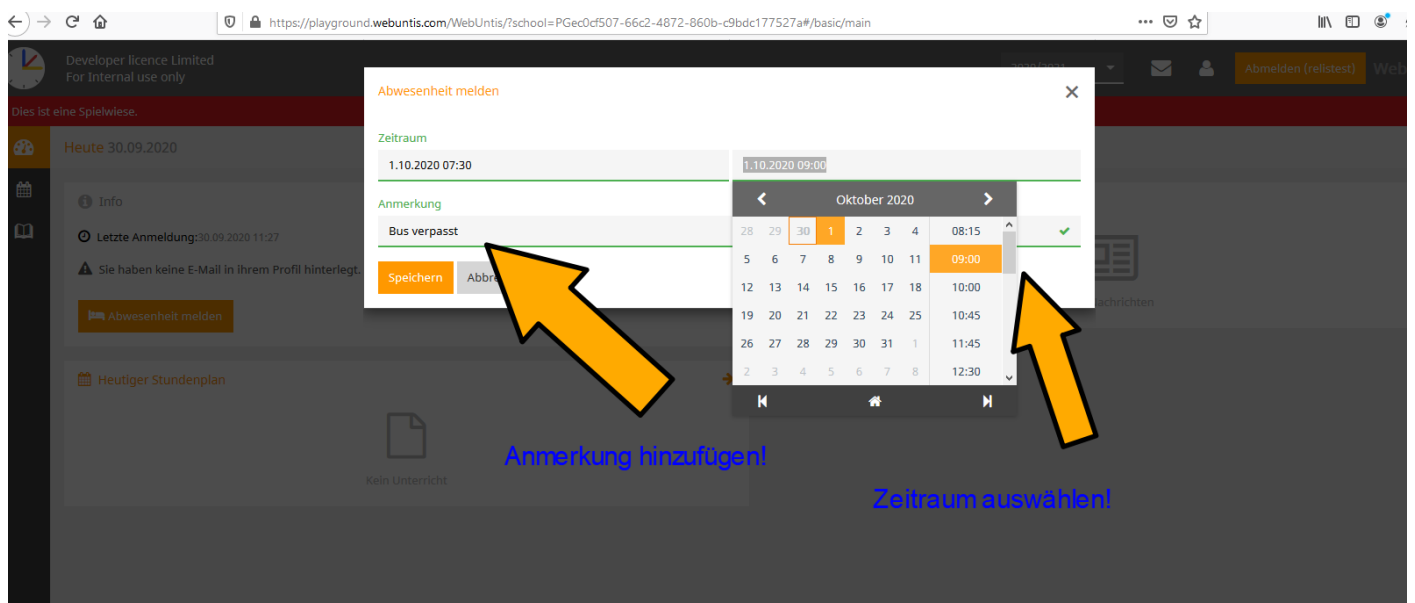 https://playground.webuntis.com/WebUntis/?school=PGec0cf507-66c2-4872-860b-c9bdc177527a#/basic/main
Developer licence Limited
For Internal use only
2020/2021
Abmelden (rellstest)
Web
Dies ist eine Spielwiese.
Heute 30.09.2020
Abwesenheit melden
Zeitraum
1.10.2020 07:30
1.10.2020 09:00
Info
Anmerkung
Bus verpasst
Letzte Anmeldung:30.09.2020 11:27
Sie haben keine E-Mail in ihrem Profil hinterlegt.
Speichern
Abbre
Abwesenheit melden
Oktober 2020
28 29 30 1 2 3 4 08:15
5 6 7 8 9 10 11 09:00
12 13 14 15 16 17 18 10:00
19 20 21 22 23 24 25 10:45
26 27 28 29 30 31 1 11:45
2 3 4 5 6 7 8 12:30
achrichten
Heutiger Stundenplan
Kein Unterricht
Anmerkung hinzufügen!
Zeitraum auswählen!